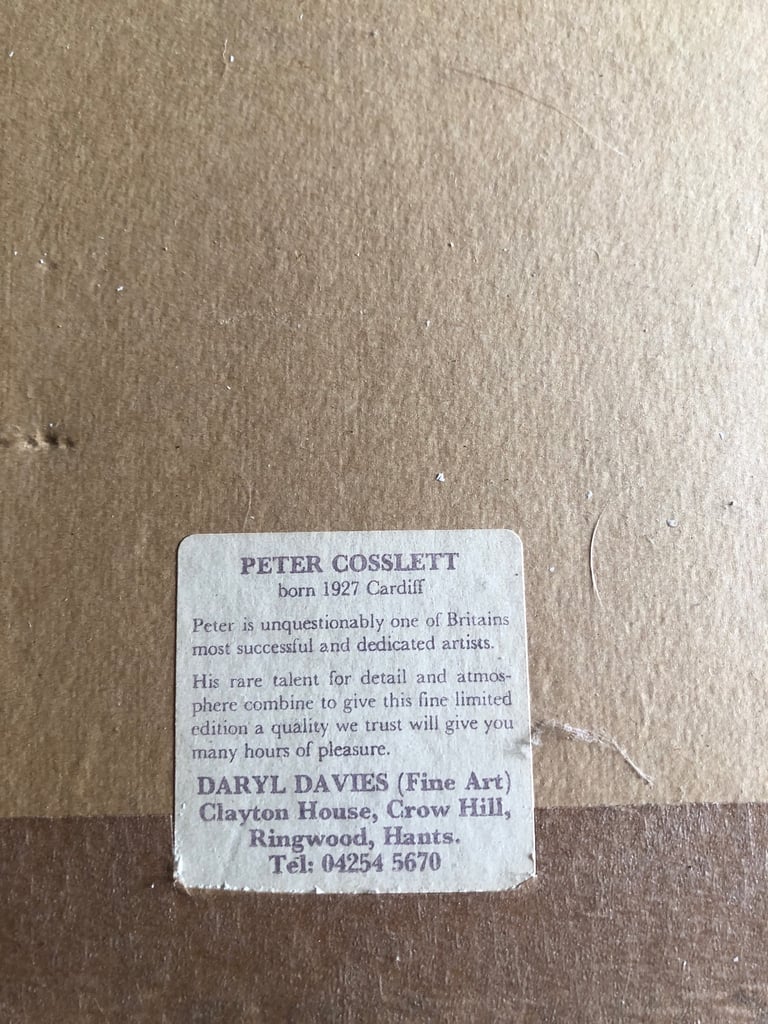 PETER COSSLETT
born 1927 Cardiff
Peter is unquestionably one of Britains
most successful and dedicated artists.
His rare talent for detail and atmos-
phere combine to give this fine limited
edition a quality we trust will give you
many hours of pleasure.
DARYL DAVIES (Fine Art)
Clayton House, Crow Hill,
Ringwood, Hants.
Tel: 04254 5670